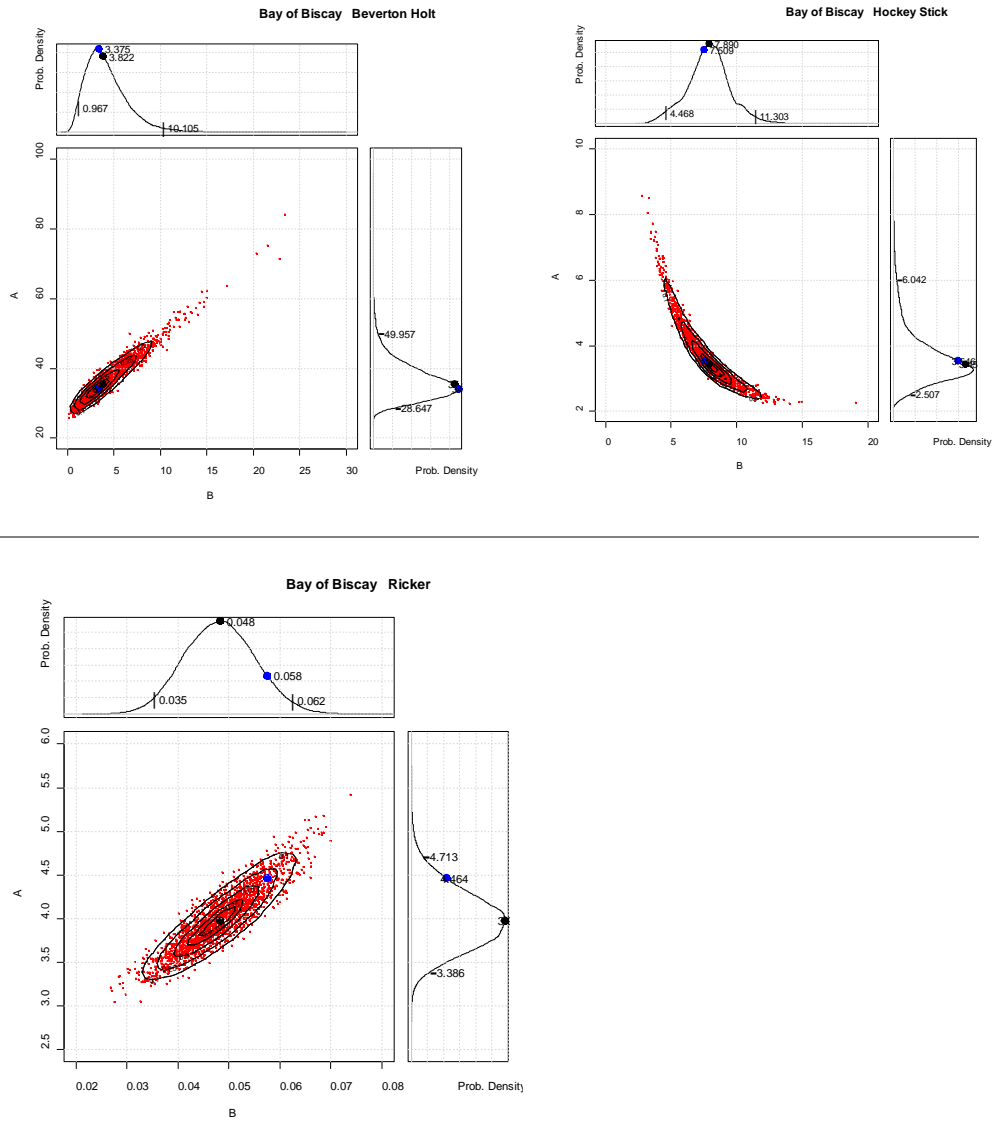 Bay of Biscay Beverton Holt
Prob. Density
3.375
3.822
0.967
10.105
A
100
80
60
40
20
49.957
28.647
0 5 10 15 20 25 30
Prob. Density
B
Bay of Biscay Hockey Stick
Prob. Density
7.890
7.509
4.468
11.303
A
10
8
6
4
2
6.042
2.507
0 5 10 15 20
Prob. Density
B
Bay of Biscay Ricker
Prob. Density
0.048
0.058
0.035
0.062
A
6.0
5.5
5.0
4.5
4.0
3.5
3.0
2.5
4.713
4.464
3.386
0.02 0.03 0.04 0.05 0.06 0.07 0.08
Prob. Density
B